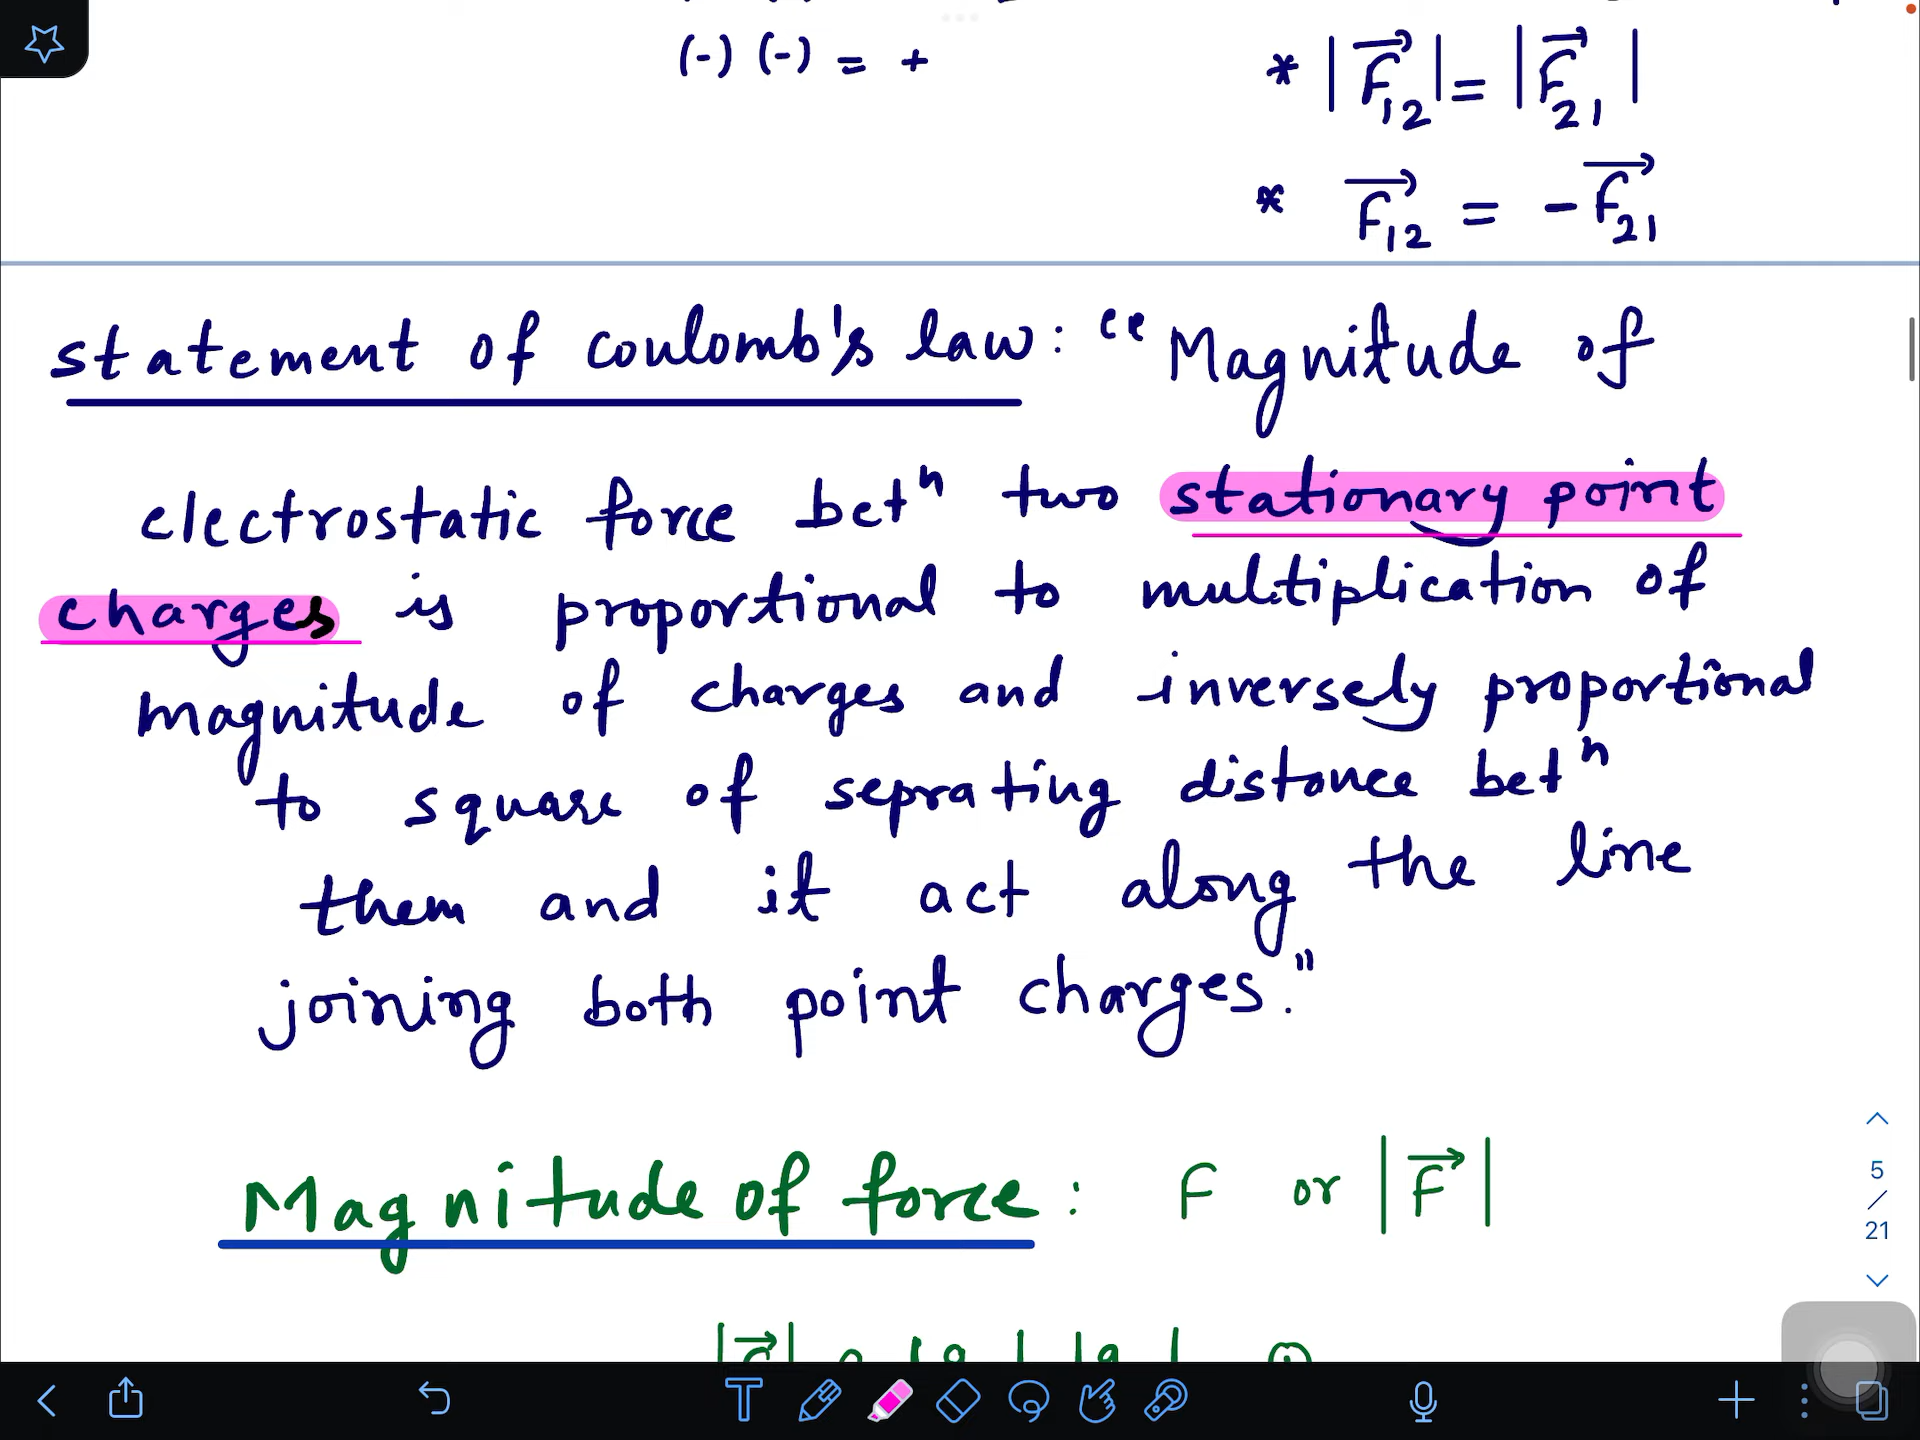 (-) (-) = +
* |F₁₂| = |F₂₁|
* F₁₂ = -F₂₁
statement of coulomb's law: “ Magnitude of
electrostatic force betⁿ two stationary point
charges is proportional to multiplication of
magnitude of charges and inversely proportional
to square of seprating distance betⁿ
them and it act along the line
joining both point charges."
Magnitude of force: F or |F|
5
/
21
T